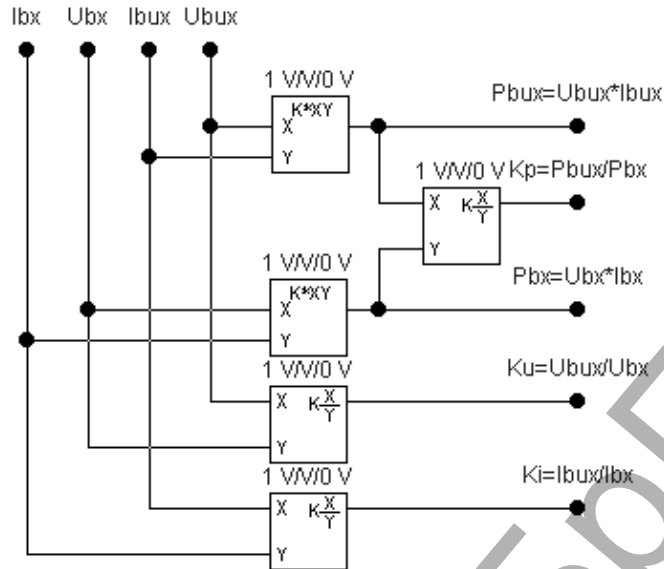 Ibx Ubx Ibux Ubux
1 V/V/0 V
K*XY
X
Y
Pbux=Ubux*Ibux
1 V/V/0 V
Kp=Pbux/Pbx
X K X/Y
Y
1 V/V/0 V
K*XY
X
Y
Pbx=Ubx*Ibx
1 V/V/0 V
X K X/Y
Y
Ku=Ubux/Ubx
1 V/V/0 V
X K X/Y
Y
Ki=Ibux/Ibx